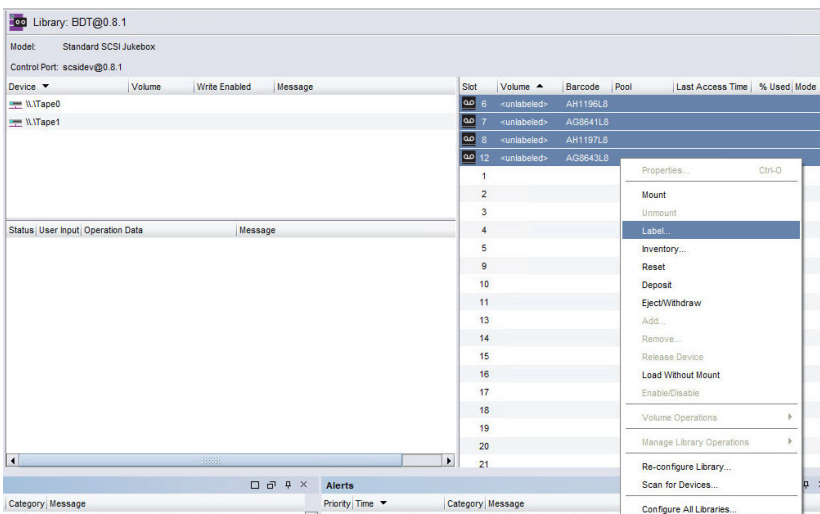 Library: BDT@0.8.1
Model: Standard SCSI Jukebox
Control Port: scsidev@0.8.1
Device Volume Write Enabled Message
\\.\Tape0
\\.\Tape1
Status User Input Operation Data Message
Slot Volume Barcode Pool Last Access Time % Used Mode
6 <unlabeled> AH1196L8
7 <unlabeled> AG8641L8
8 <unlabeled> AH1197L8
12 <unlabeled> AG8643L8
1
2
3
4
5
9
10
11
13
14
15
16
17
18
19
20
21
Properties... Ctrl-O
Mount
Unmount
Label...
Inventory...
Reset
Deposit
Eject/Withdraw
Add...
Remove...
Release Device
Load Without Mount
Enable/Disable
Volume Operations
Manage Library Operations
Re-configure Library...
Scan for Devices...
Configure All Libraries...
Category Message
Alerts
Priority Time Category Message